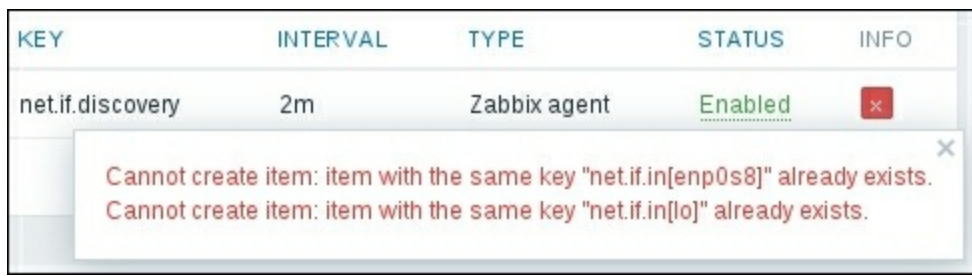 KEY INTERVAL TYPE STATUS INFO
net.if.discovery 2m Zabbix agent Enabled
Cannot create item: item with the same key "net.if.in[enp0s8]" already exists.
Cannot create item: item with the same key "net.if.in[lo]" already exists.